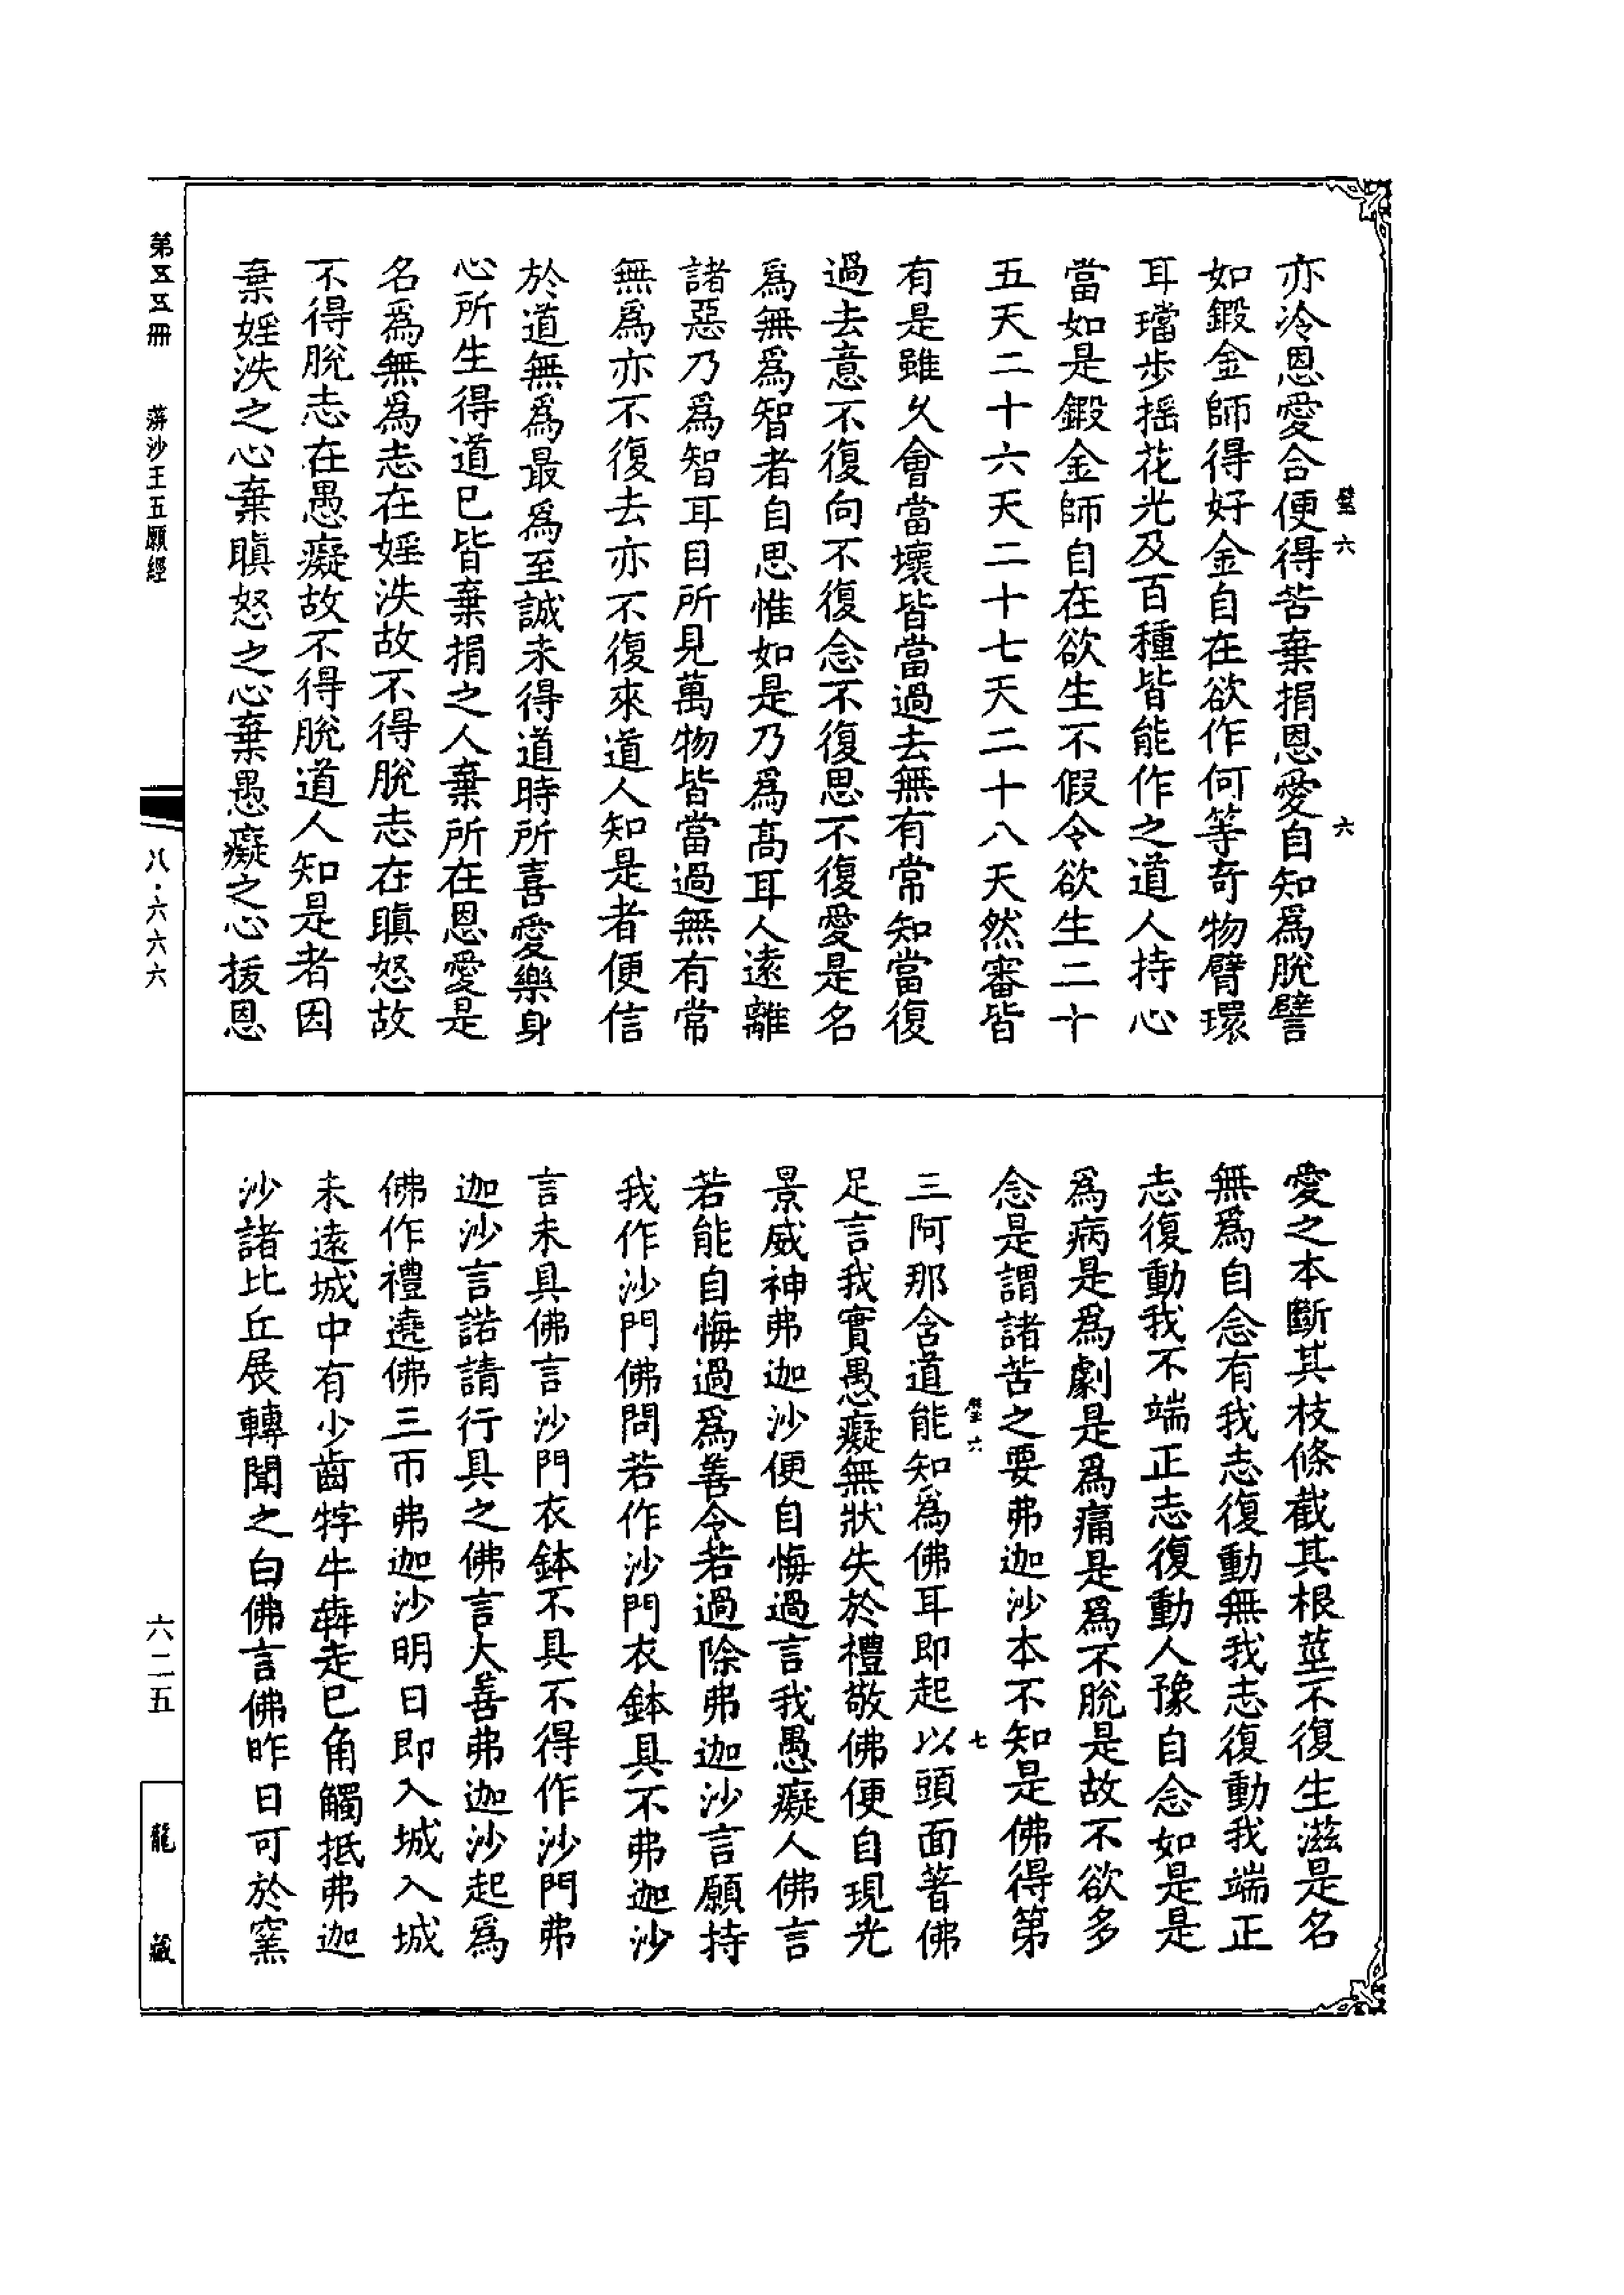 璧六
六
亦冷恩愛合便得苦棄捐恩愛自知爲脫譬
如鍛金師得好金自在欲作何等奇物臂環
耳璫步搖花光及百種皆能作之道人持心
當如是鍛金師自在欲生不假令欲生二十
五天二十六天二十七天二十八天然審皆
有是雖久會當壞皆當過去無有常知當復
過去意不復向不復念不復思不復愛是名
爲無爲智者自思惟如是乃爲髙耳人遠離
諸惡乃爲智耳目所見萬物皆當過無有常
無爲亦不復去亦不復來道人知是者便信
於道無爲最爲至誠未得道時所喜愛樂身
心所生得道已皆棄捐之人棄所在恩愛是
名爲無爲志在婬泆故不得脫志在瞋怒故
不得脫志在愚癡故不得脫道人知是者因
棄婬泆之心棄瞋怒之心棄愚癡之心拔恩
愛之本斷其枝條截其根莖不復生滋是名
無爲自念有我志復動無我志復動我端正
志復動我不端正志復動人豫自念如是是
爲病是爲劇是爲痛是爲不脫是故不欲多
念是謂諸苦之要弗迦沙本不知是佛得第
璧六
七
三阿那含道能知爲佛耳即起以頭面著佛
足言我實愚癡無狀失於禮敬佛便自現光
景威神弗迦沙便自悔過言我愚癡人佛言
若能自悔過爲善令若過除弗迦沙言願持
我作沙門佛問若作沙門衣鉢具不弗迦沙
言未具佛言沙門衣鉢不具不得作沙門弗
迦沙言諾請行具之佛言大善弗迦沙起爲
佛作禮遶佛三帀弗迦沙明日即入城入城
未遠城中有少齒牸牛犇走已角觸抵弗迦
沙諸比丘展轉聞之白佛言佛昨日可於窯
第五五冊
蓱沙王五願經
八・六六六
六二五
龍藏